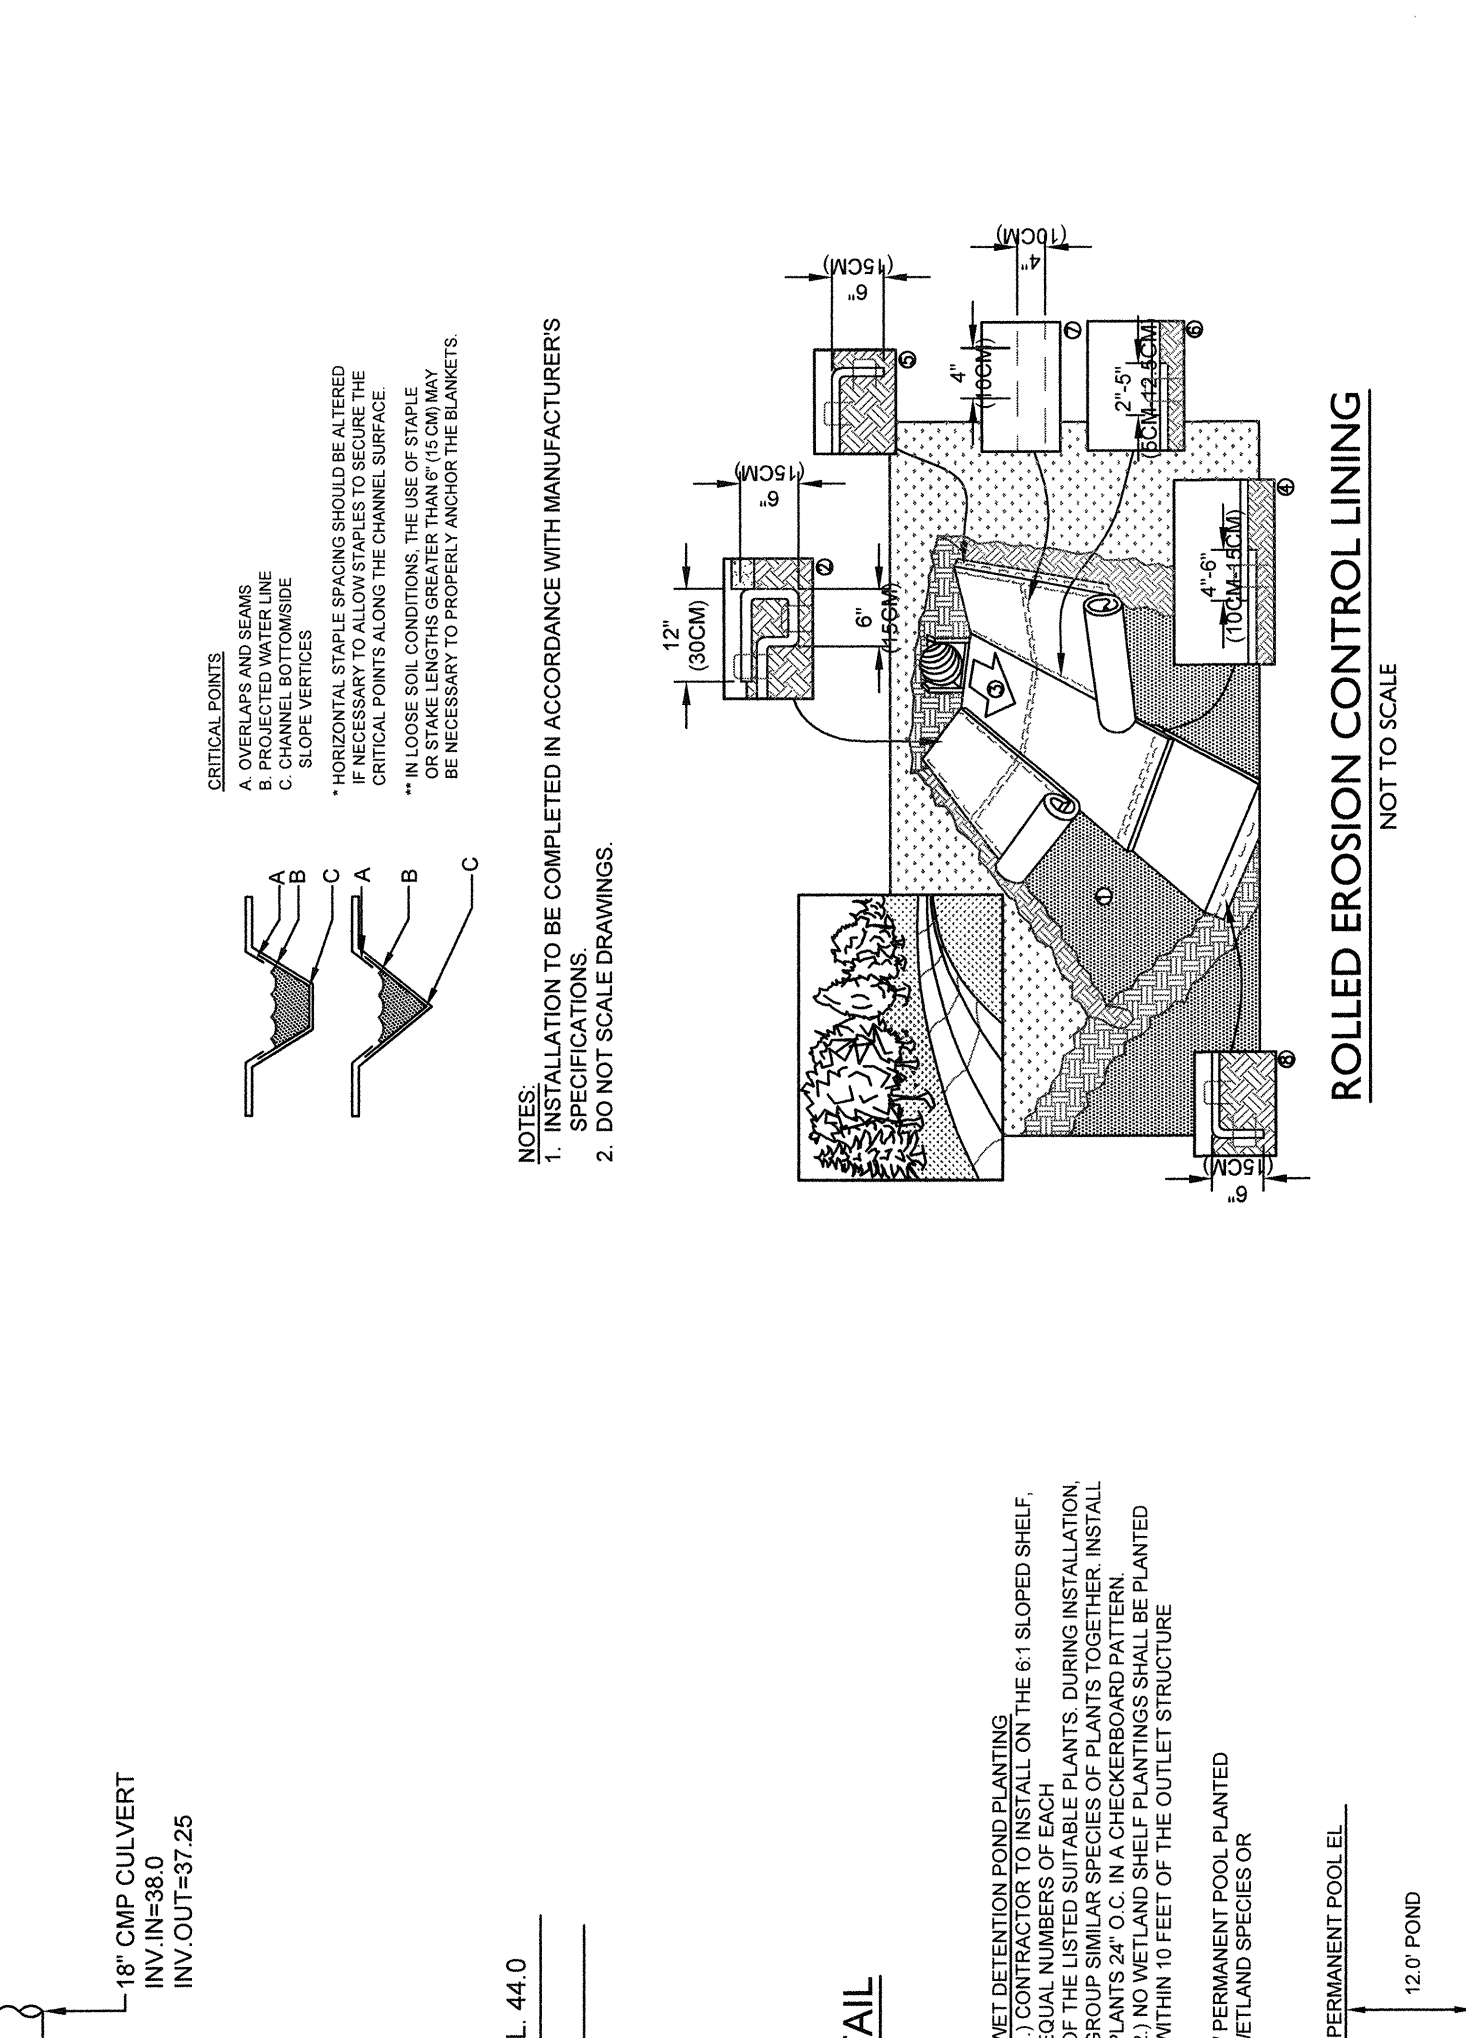 CRITICAL POINTS
A. OVERLAPS AND SEAMS
B. PROJECTED WATER LINE
C. CHANNEL BOTTOM/SIDE
SLOPE VERTICES
* HORIZONTAL STAPLE SPACING SHOULD BE ALTERED
IF NECESSARY TO ALLOW STAPLES TO SECURE THE
CRITICAL POINTS ALONG THE CHANNEL SURFACE.
** IN LOOSE SOIL CONDITIONS, THE USE OF STAPLE
OR STAKE LENGTHS GREATER THAN 6" (15 CM) MAY
BE NECESSARY TO PROPERLY ANCHOR THE BLANKETS.
A
B
C
A
B
C
NOTES:
1. INSTALLATION TO BE COMPLETED IN ACCORDANCE WITH MANUFACTURER'S
SPECIFICATIONS.
2. DO NOT SCALE DRAWINGS.
12"
(30CM)
6"
(15CM)
6"
(15CM)
2
6"
(15CM)
5
4"
(10CM)
4"
(10CM)
7
2"-5"
(5CM-12.5CM)
6
4"-6"
(10CM-15CM)
4
3
1
6"
(15CM)
8
ROLLED EROSION CONTROL LINING
NOT TO SCALE
18" CMP CULVERT
INV.IN=38.0
INV.OUT=37.25
L. 44.0
TAIL
WET DETENTION POND PLANTING
.) CONTRACTOR TO INSTALL ON THE 6:1 SLOPED SHELF,
EQUAL NUMBERS OF EACH
OF THE LISTED SUITABLE PLANTS. DURING INSTALLATION,
GROUP SIMILAR SPECIES OF PLANTS TOGETHER. INSTALL
PLANTS 24" O.C. IN A CHECKERBOARD PATTERN.
.) NO WETLAND SHELF PLANTINGS SHALL BE PLANTED
WITHIN 10 FEET OF THE OUTLET STRUCTURE
PERMANENT POOL PLANTED
WETLAND SPECIES OR
PERMANENT POOL EL
12.0' POND